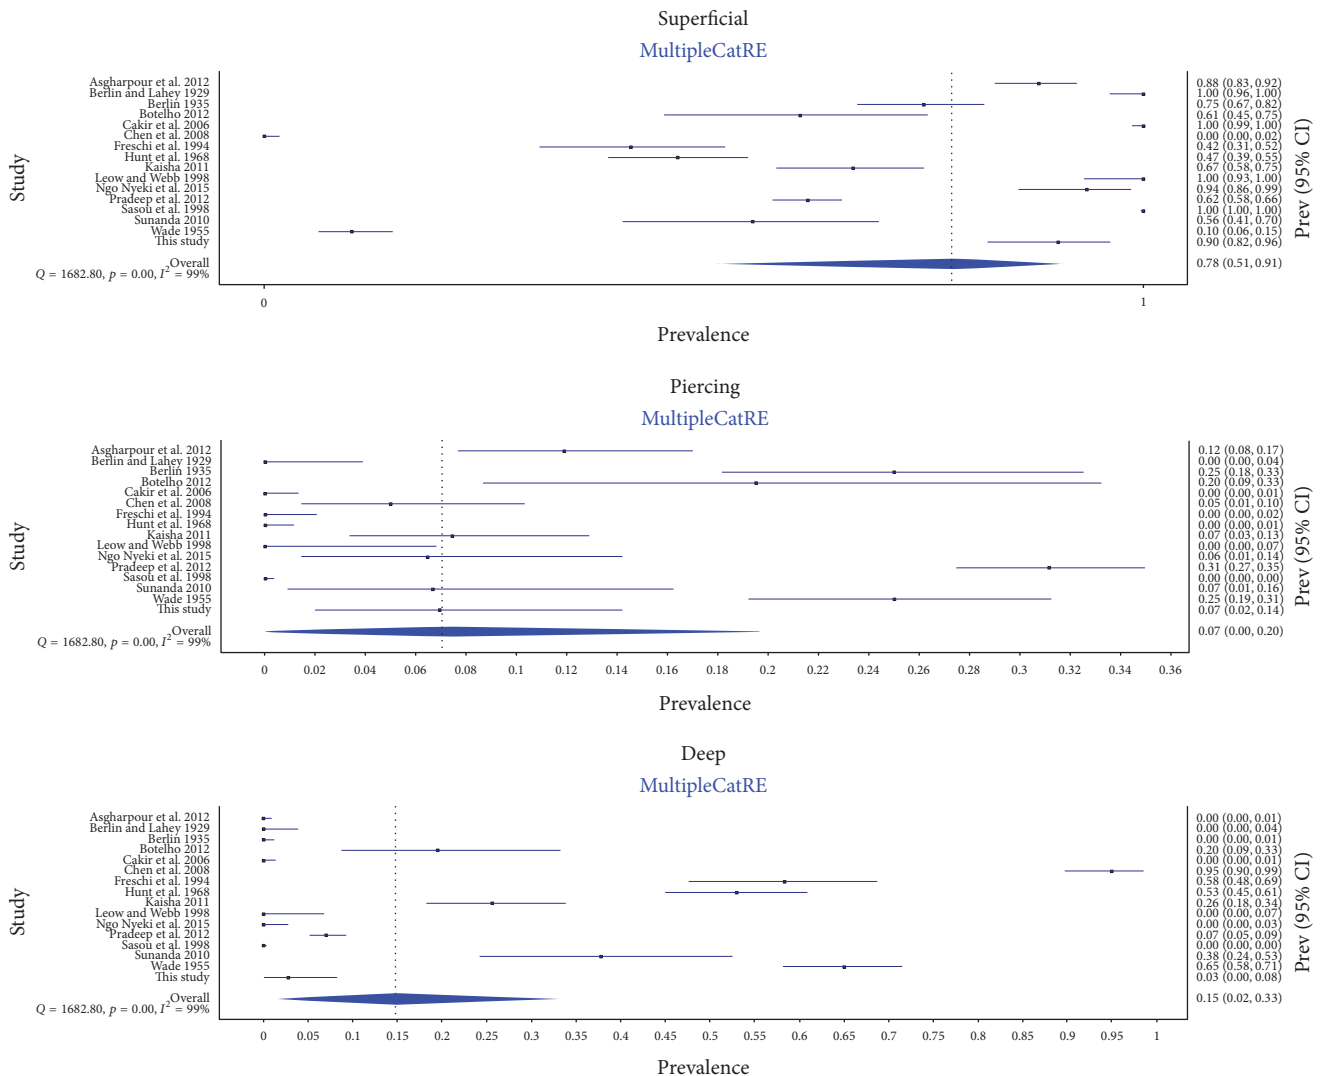 Superficial
MultipleCatRE
Study
Asgharpour et al. 2012 0.88 (0.83, 0.92)
Berlin and Lahey 1929 1.00 (0.96, 1.00)
Berlin 1935 0.75 (0.67, 0.82)
Botelho 2012 0.61 (0.45, 0.75)
Cakir et al. 2006 1.00 (0.99, 1.00)
Chen et al. 2008 0.00 (0.00, 0.02)
Freschi et al. 1994 0.42 (0.31, 0.52)
Hunt et al. 1968 0.47 (0.39, 0.55)
Kaisha 2011 0.67 (0.58, 0.75)
Leow and Webb 1998 1.00 (0.93, 1.00)
Ngo Nyeki et al. 2015 0.94 (0.86, 0.99)
Pradeep et al. 2012 0.62 (0.58, 0.66)
Sasou et al. 1998 1.00 (1.00, 1.00)
Sunanda 2010 0.56 (0.41, 0.70)
Wade 1955 0.10 (0.06, 0.15)
This study 0.90 (0.82, 0.96)
Overall 0.78 (0.51, 0.91)
Q = 1682.80, p = 0.00, I² = 99%
Prev (95% CI)
0 1
Prevalence
Piercing
MultipleCatRE
Study
Asgharpour et al. 2012 0.12 (0.08, 0.17)
Berlin and Lahey 1929 0.00 (0.00, 0.04)
Berlin 1935 0.25 (0.18, 0.33)
Botelho 2012 0.20 (0.09, 0.33)
Cakir et al. 2006 0.00 (0.00, 0.01)
Chen et al. 2008 0.05 (0.01, 0.10)
Freschi et al. 1994 0.00 (0.00, 0.02)
Hunt et al. 1968 0.00 (0.00, 0.01)
Kaisha 2011 0.07 (0.03, 0.13)
Leow and Webb 1998 0.00 (0.00, 0.07)
Ngo Nyeki et al. 2015 0.06 (0.01, 0.14)
Pradeep et al. 2012 0.31 (0.27, 0.35)
Sasou et al. 1998 0.00 (0.00, 0.00)
Sunanda 2010 0.07 (0.01, 0.16)
Wade 1955 0.25 (0.19, 0.31)
This study 0.07 (0.02, 0.14)
Overall 0.07 (0.00, 0.20)
Q = 1682.80, p = 0.00, I² = 99%
Prev (95% CI)
0 0.02 0.04 0.06 0.08 0.1 0.12 0.14 0.16 0.18 0.2 0.22 0.24 0.26 0.28 0.3 0.32 0.34 0.36
Prevalence
Deep
MultipleCatRE
Study
Asgharpour et al. 2012 0.00 (0.00, 0.01)
Berlin and Lahey 1929 0.00 (0.00, 0.04)
Berlin 1935 0.00 (0.00, 0.01)
Botelho 2012 0.20 (0.09, 0.33)
Cakir et al. 2006 0.00 (0.00, 0.01)
Chen et al. 2008 0.95 (0.90, 0.99)
Freschi et al. 1994 0.58 (0.48, 0.69)
Hunt et al. 1968 0.53 (0.45, 0.61)
Kaisha 2011 0.26 (0.18, 0.34)
Leow and Webb 1998 0.00 (0.00, 0.07)
Ngo Nyeki et al. 2015 0.00 (0.00, 0.03)
Pradeep et al. 2012 0.07 (0.05, 0.09)
Sasou et al. 1998 0.00 (0.00, 0.00)
Sunanda 2010 0.38 (0.24, 0.53)
Wade 1955 0.65 (0.58, 0.71)
This study 0.03 (0.00, 0.08)
Overall 0.15 (0.02, 0.33)
Q = 1682.80, p = 0.00, I² = 99%
Prev (95% CI)
0 0.05 0.1 0.15 0.2 0.25 0.3 0.35 0.4 0.45 0.5 0.55 0.6 0.65 0.7 0.75 0.8 0.85 0.9 0.95 1
Prevalence